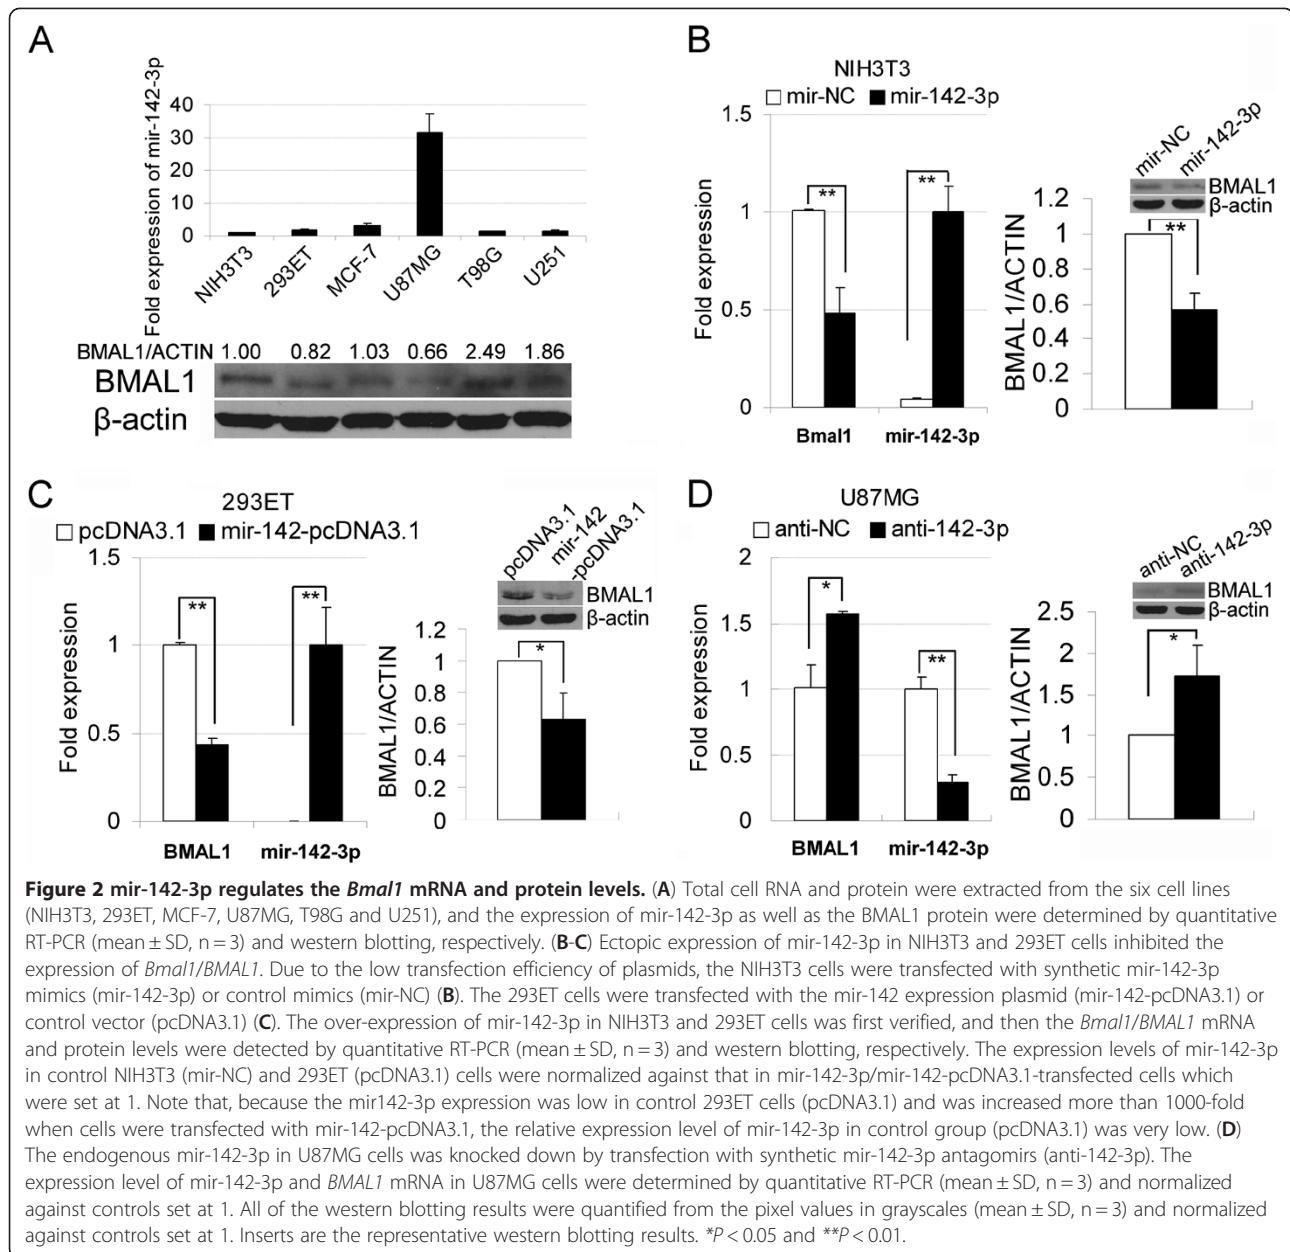 A
Fold expression of mir-142-3p
40
30
20
10
0
NIH3T3
293ET
MCF-7
U87MG
T98G
U251
BMAL1/ACTIN 1.00 0.82 1.03 0.66 2.49 1.86
BMAL1
β-actin
B
NIH3T3
mir-NC mir-142-3p
Fold expression
1.5
1
0.5
0
**
**
Bmal1 mir-142-3p
mir-NC
mir-142-3p
BMAL1
β-actin
BMAL1/ACTIN
1.2
1
0.8
0.6
0.4
0.2
0
**
C
293ET
pcDNA3.1 mir-142-pcDNA3.1
Fold expression
1.5
1
0.5
0
**
**
BMAL1 mir-142-3p
pcDNA3.1
mir-142
-pcDNA3.1
BMAL1
β-actin
BMAL1/ACTIN
1.2
1
0.8
0.6
0.4
0.2
0
*
D
U87MG
anti-NC anti-142-3p
Fold expression
2
1.5
1
0.5
0
*
**
BMAL1 mir-142-3p
anti-NC
anti-142-3p
BMAL1
β-actin
BMAL1/ACTIN
2.5
2
1.5
1
0.5
0
*
Figure 2 mir-142-3p regulates the Bmal1 mRNA and protein levels. (A) Total cell RNA and protein were extracted from the six cell lines
(NIH3T3, 293ET, MCF-7, U87MG, T98G and U251), and the expression of mir-142-3p as well as the BMAL1 protein were determined by quantitative
RT-PCR (mean ± SD, n = 3) and western blotting, respectively. (B-C) Ectopic expression of mir-142-3p in NIH3T3 and 293ET cells inhibited the
expression of Bmal1/BMAL1. Due to the low transfection efficiency of plasmids, the NIH3T3 cells were transfected with synthetic mir-142-3p
mimics (mir-142-3p) or control mimics (mir-NC) (B). The 293ET cells were transfected with the mir-142 expression plasmid (mir-142-pcDNA3.1) or
control vector (pcDNA3.1) (C). The over-expression of mir-142-3p in NIH3T3 and 293ET cells was first verified, and then the Bmal1/BMAL1 mRNA
and protein levels were detected by quantitative RT-PCR (mean ± SD, n = 3) and western blotting, respectively. The expression levels of mir-142-3p
in control NIH3T3 (mir-NC) and 293ET (pcDNA3.1) cells were normalized against that in mir-142-3p/mir-142-pcDNA3.1-transfected cells which
were set at 1. Note that, because the mir142-3p expression was low in control 293ET cells (pcDNA3.1) and was increased more than 1000-fold
when cells were transfected with mir-142-pcDNA3.1, the relative expression level of mir-142-3p in control group (pcDNA3.1) was very low. (D)
The endogenous mir-142-3p in U87MG cells was knocked down by transfection with synthetic mir-142-3p antagomirs (anti-142-3p). The
expression level of mir-142-3p and BMAL1 mRNA in U87MG cells were determined by quantitative RT-PCR (mean ± SD, n = 3) and normalized
against controls set at 1. All of the western blotting results were quantified from the pixel values in grayscales (mean ± SD, n = 3) and normalized
against controls set at 1. Inserts are the representative western blotting results. *P < 0.05 and **P < 0.01.